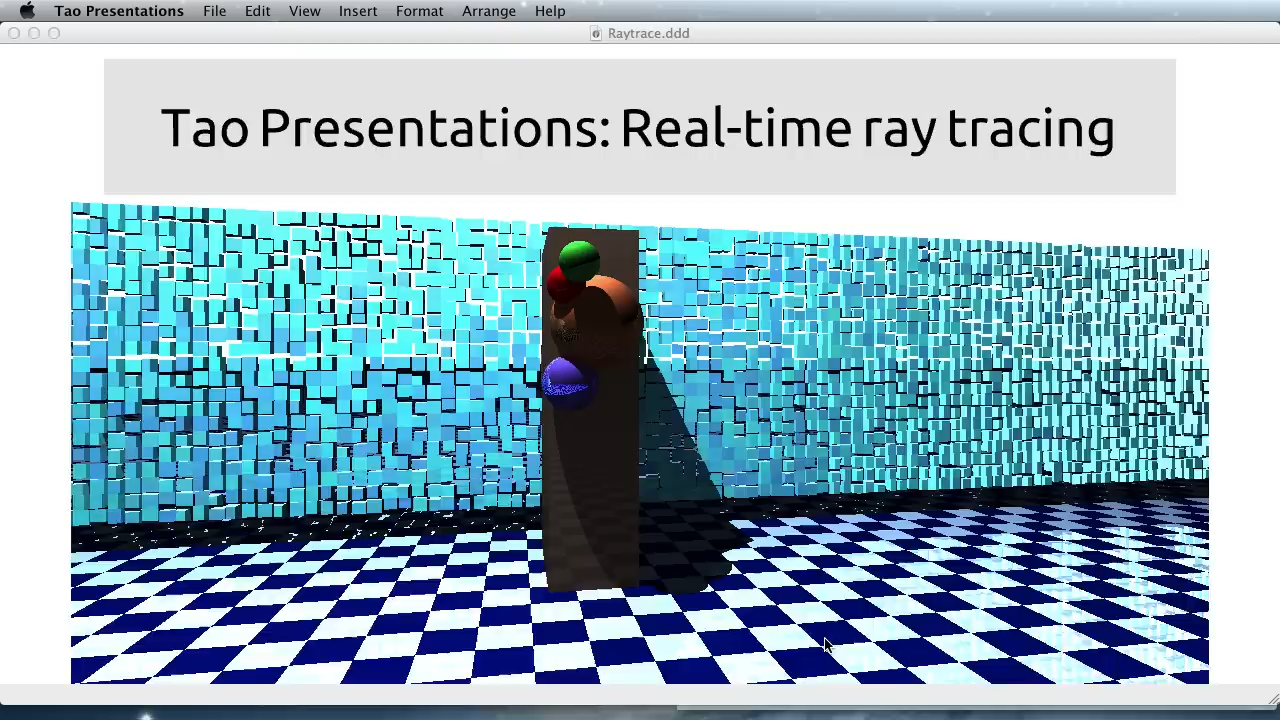 Tao Presentations File Edit View Insert Format Arrange Help
Raytrace.ddd
Tao Presentations: Real-time ray tracing